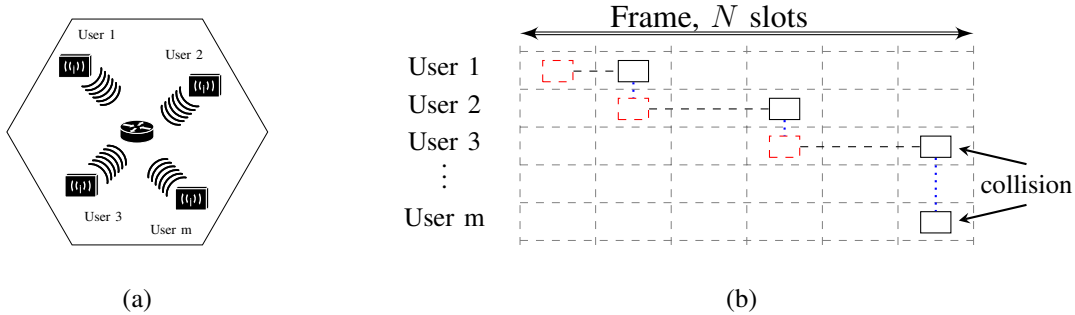 User 1
User 2
User 3
User m
(a)
Frame, N slots
User 1
User 2
User 3
⋮
User m
collision
(b)